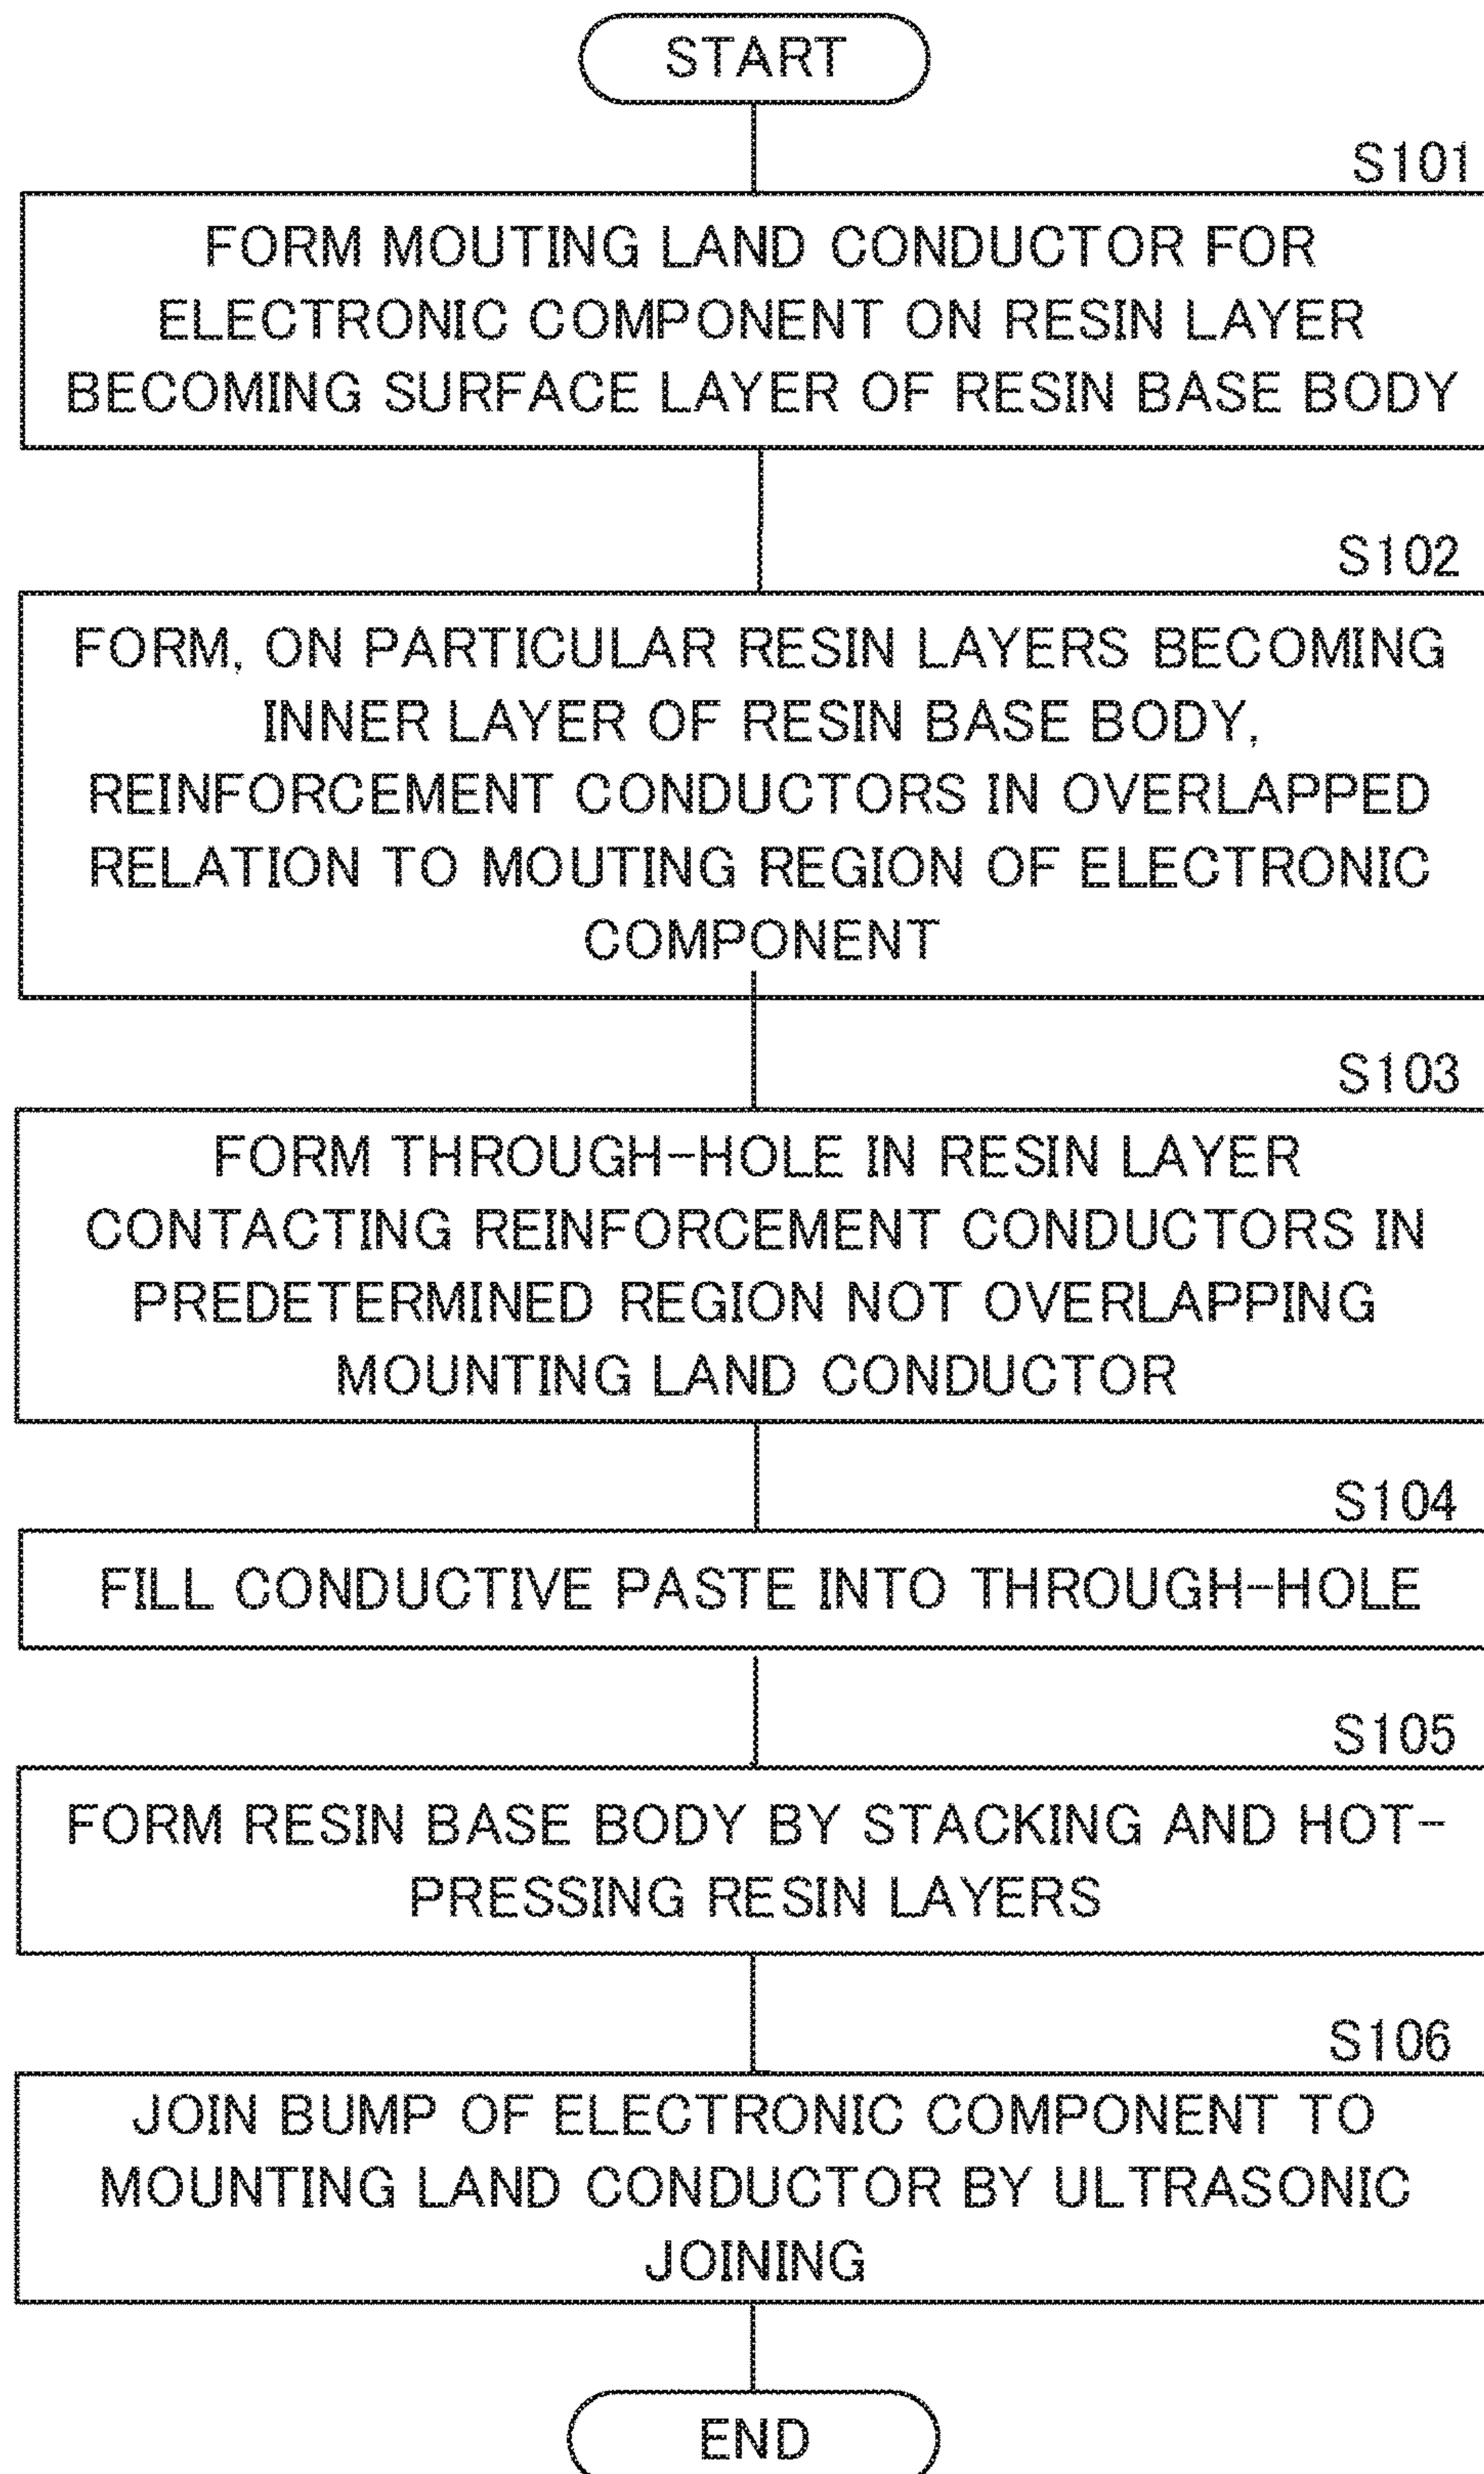 START
S101
FORM MOUTING LAND CONDUCTOR FOR
ELECTRONIC COMPONENT ON RESIN LAYER
BECOMING SURFACE LAYER OF RESIN BASE BODY
S102
FORM, ON PARTICULAR RESIN LAYERS BECOMING
INNER LAYER OF RESIN BASE BODY,
REINFORCEMENT CONDUCTORS IN OVERLAPPED
RELATION TO MOUTING REGION OF ELECTRONIC
COMPONENT
S103
FORM THROUGH-HOLE IN RESIN LAYER
CONTACTING REINFORCEMENT CONDUCTORS IN
PREDETERMINED REGION NOT OVERLAPPING
MOUNTING LAND CONDUCTOR
S104
FILL CONDUCTIVE PASTE INTO THROUGH-HOLE
S105
FORM RESIN BASE BODY BY STACKING AND HOT-
PRESSING RESIN LAYERS
S106
JOIN BUMP OF ELECTRONIC COMPONENT TO
MOUNTING LAND CONDUCTOR BY ULTRASONIC
JOINING
END